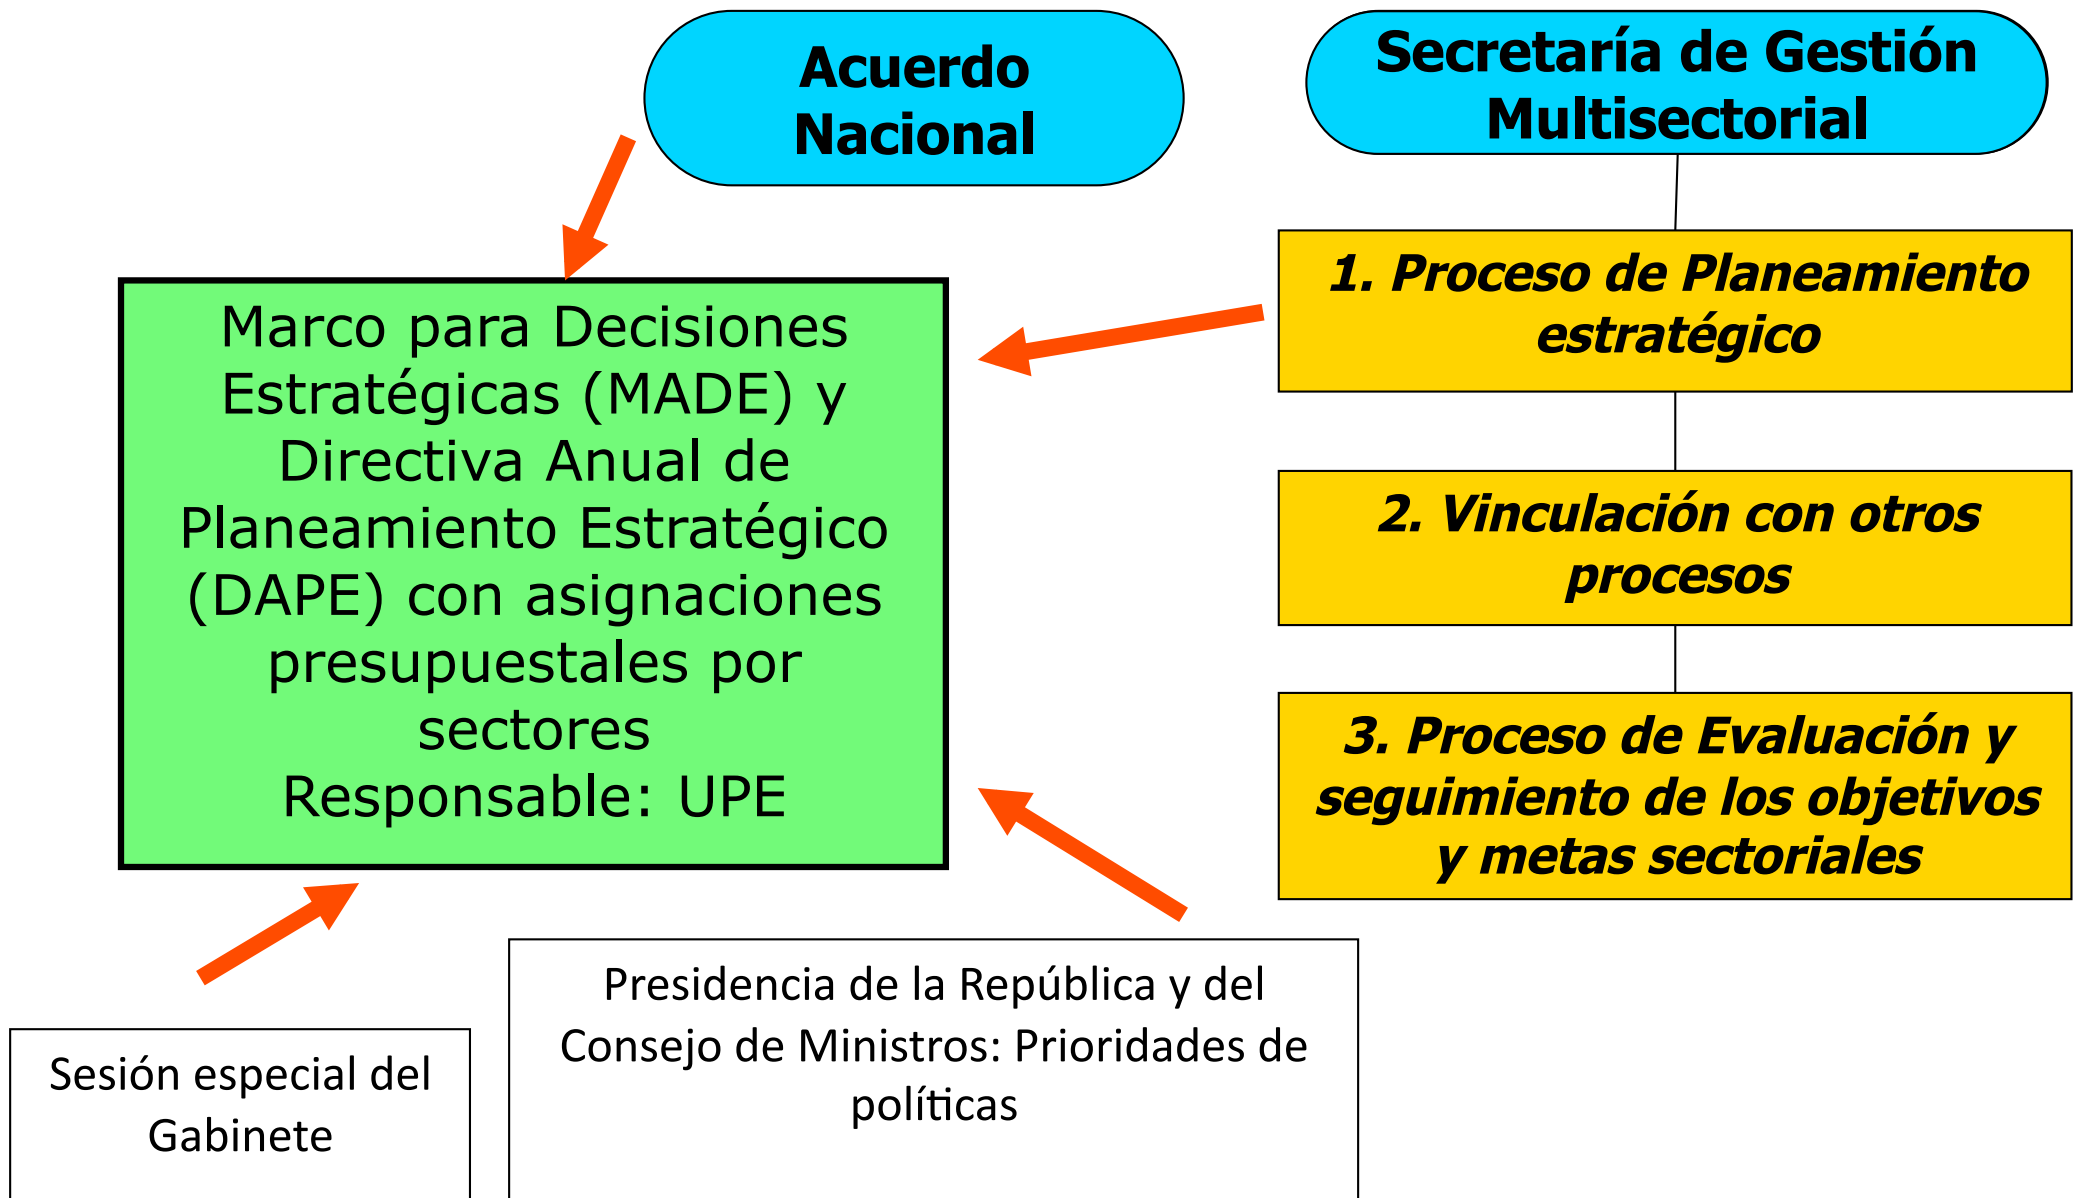 Acuerdo
Nacional
Secretaría de Gestión
Multisectorial
Marco para Decisiones
Estratégicas (MADE) y
Directiva Anual de
Planeamiento Estratégico
(DAPE) con asignaciones
presupuestales por
sectores
Responsable: UPE
1. Proceso de Planeamiento
estratégico
2. Vinculación con otros
procesos
3. Proceso de Evaluación y
seguimiento de los objetivos
y metas sectoriales
Sesión especial del
Gabinete
Presidencia de la República y del
Consejo de Ministros: Prioridades de
políticas